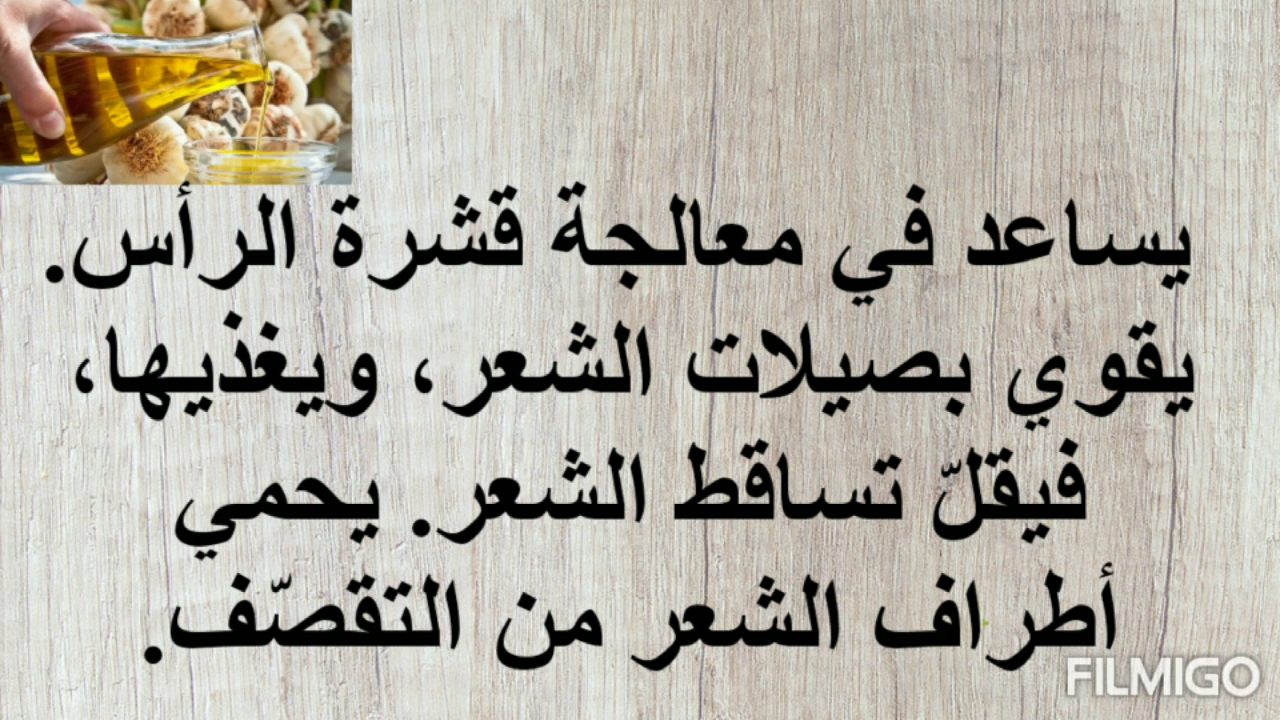 يساعد في معالجة قشرة الرأس.
يقوي بصيلات الشعر، ويغذيها،
فيقلّ تساقط الشعر. يحمي
أطراف الشعر من التقصّف.
FILMIGO